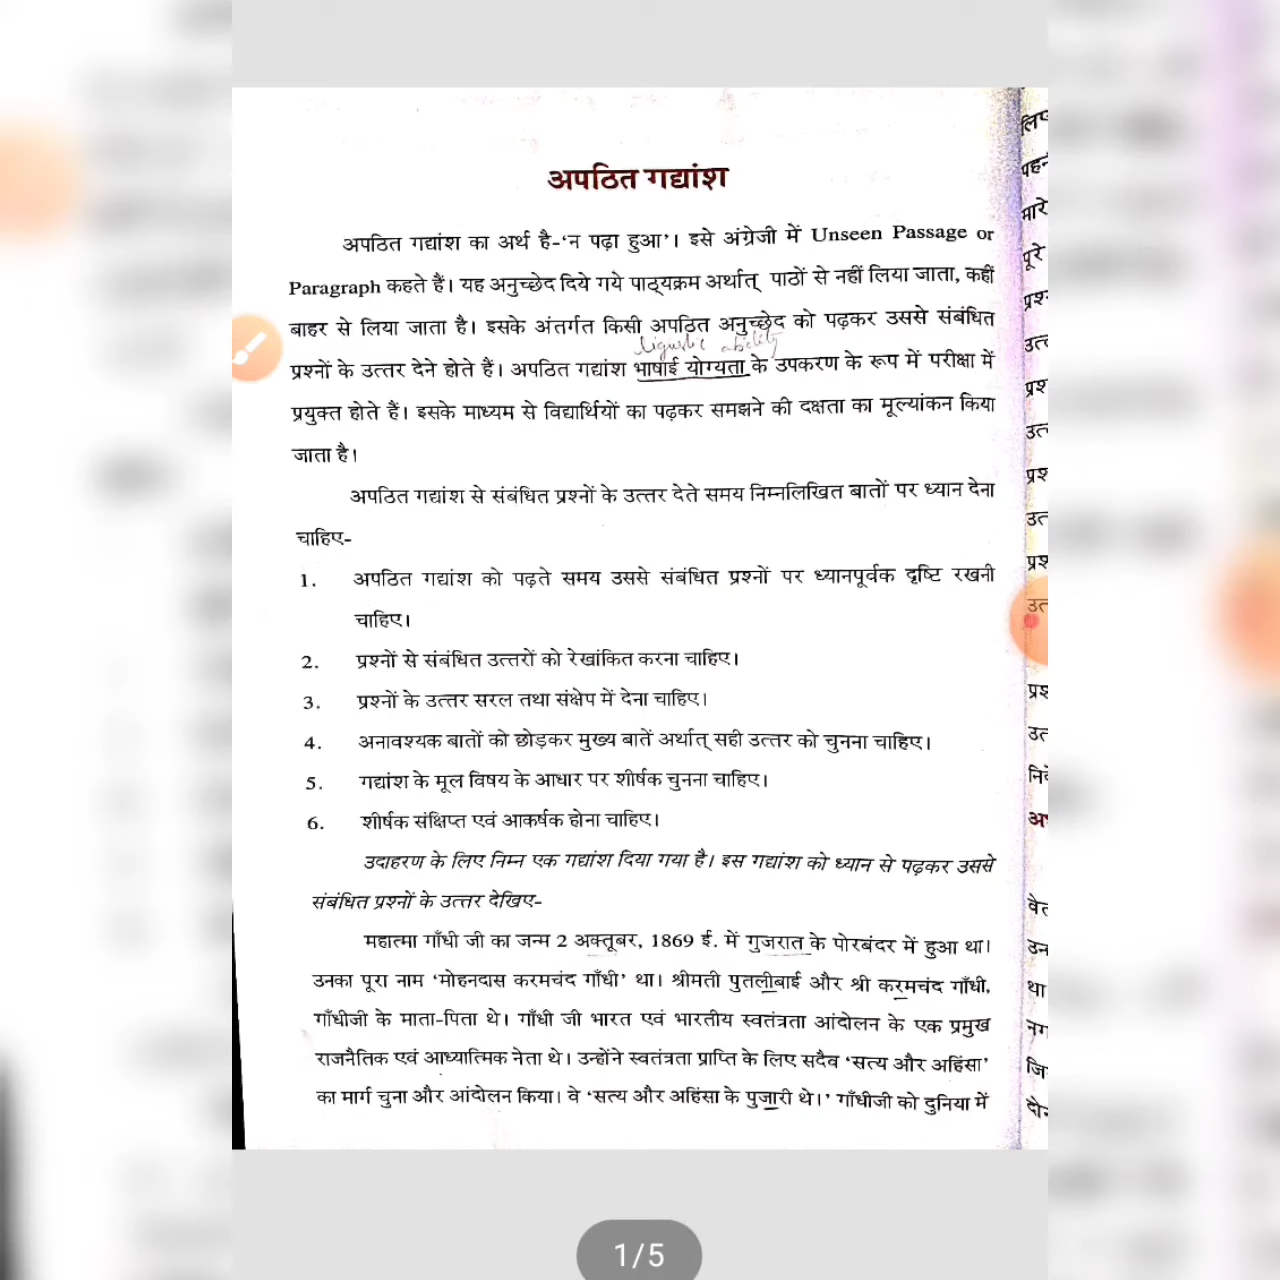 अपठित गद्यांश
अपठित गद्यांश का अर्थ है-‘न पढ़ा हुआ’। इसे अंग्रेजी में Unseen Passage or
Paragraph कहते हैं। यह अनुच्छेद दिये गये पाठ्यक्रम अर्थात् पाठों से नहीं लिया जाता, कहीं
बाहर से लिया जाता है। इसके अंतर्गत किसी अपठित अनुच्छेद को पढ़कर उससे संबंधित
ability
प्रश्नों के उत्तर देने होते हैं। अपठित गद्यांश भाषाई योग्यता के उपकरण के रूप में परीक्षा में
प्रयुक्त होते हैं। इसके माध्यम से विद्यार्थियों का पढ़कर समझने की दक्षता का मूल्यांकन किया
जाता है।
अपठित गद्यांश से संबंधित प्रश्नों के उत्तर देते समय निम्नलिखित बातों पर ध्यान देना
चाहिए-
1. अपठित गद्यांश को पढ़ते समय उससे संबंधित प्रश्नों पर ध्यानपूर्वक दृष्टि रखनी
चाहिए।
2. प्रश्नों से संबंधित उत्तरों को रेखांकित करना चाहिए।
3. प्रश्नों के उत्तर सरल तथा संक्षेप में देना चाहिए।
4. अनावश्यक बातों को छोड़कर मुख्य बातें अर्थात् सही उत्तर को चुनना चाहिए।
5. गद्यांश के मूल विषय के आधार पर शीर्षक चुनना चाहिए।
6. शीर्षक संक्षिप्त एवं आकर्षक होना चाहिए।
उदाहरण के लिए निम्न एक गद्यांश दिया गया है। इस गद्यांश को ध्यान से पढ़कर उससे
संबंधित प्रश्नों के उत्तर देखिए-
महात्मा गाँधी जी का जन्म 2 अक्तूबर, 1869 ई. में गुजरात के पोरबंदर में हुआ था।
उनका पूरा नाम ‘मोहनदास करमचंद गाँधी’ था। श्रीमती पुतलीबाई और श्री करमचंद गाँधी,
गाँधीजी के माता-पिता थे। गाँधी जी भारत एवं भारतीय स्वतंत्रता आंदोलन के एक प्रमुख
राजनैतिक एवं आध्यात्मिक नेता थे। उन्होंने स्वतंत्रता प्राप्ति के लिए सदैव ‘सत्य और अहिंसा’
का मार्ग चुना और आंदोलन किया। वे ‘सत्य और अहिंसा के पुजारी थे।’ गाँधीजी को दुनिया में
1/5